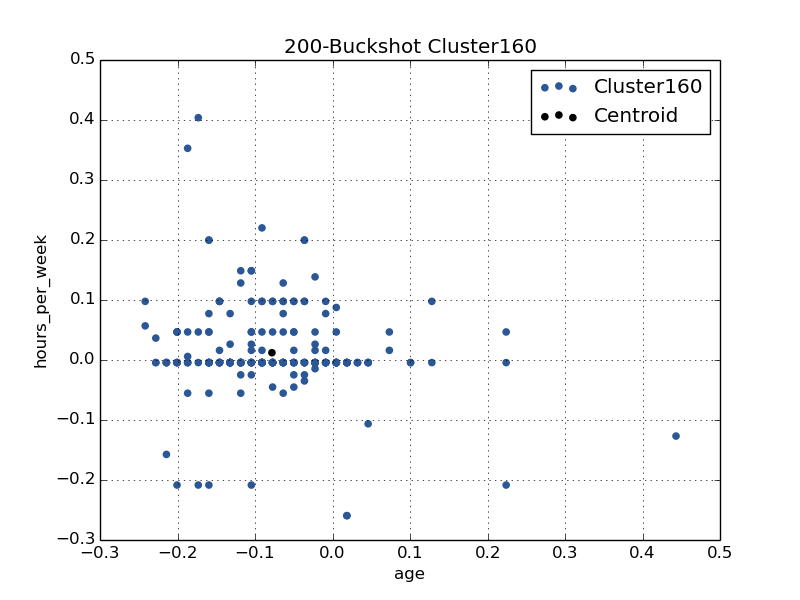 200-Buckshot Cluster160
Cluster160
Centroid
0.5
0.4
0.3
0.2
0.1
0.0
−0.1
−0.2
−0.3
hours_per_week
−0.3 −0.2 −0.1 0.0 0.1 0.2 0.3 0.4 0.5
age